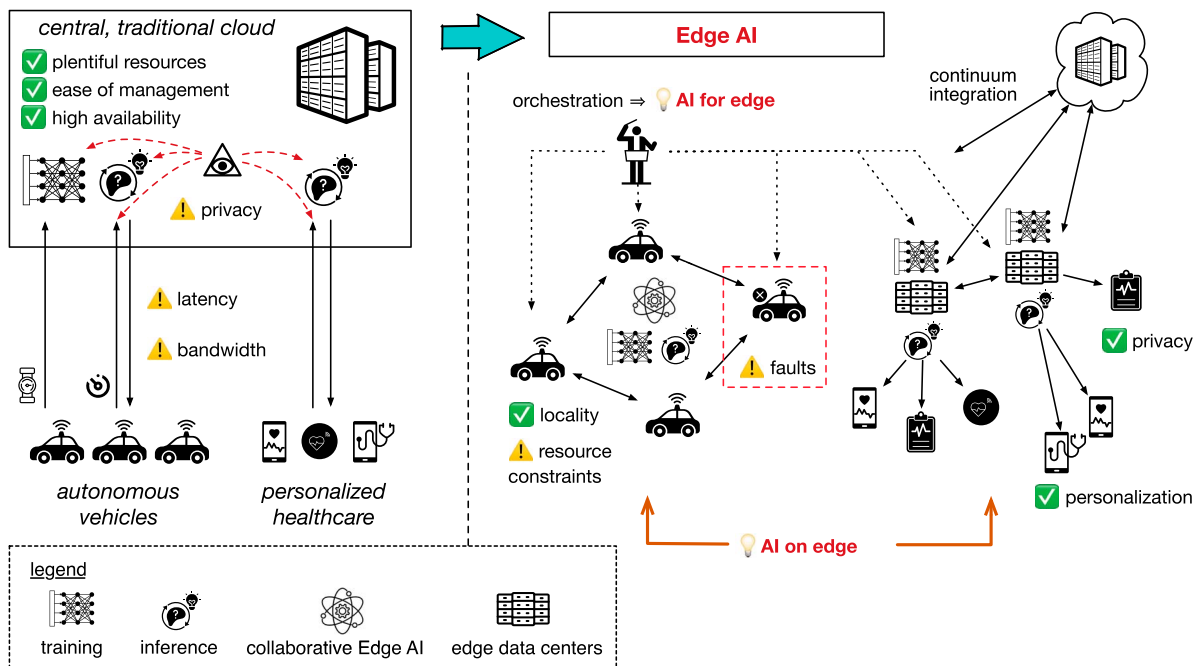 central, traditional cloud
plentiful resources
ease of management
high availability
privacy
latency
bandwidth
autonomous
vehicles
personalized
healthcare
Edge AI
orchestration ⇒ AI for edge
continuum
integration
faults
locality
resource
constraints
privacy
personalization
AI on edge
legend
training
inference
collaborative Edge AI
edge data centers